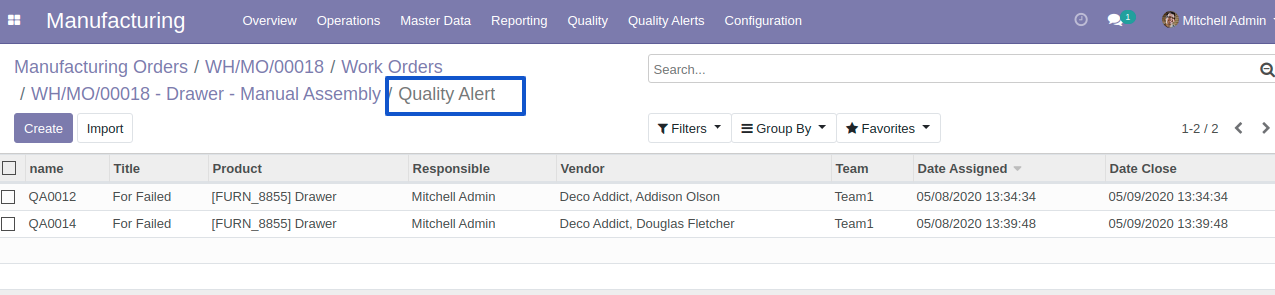 Manufacturing Overview Operations Master Data Reporting Quality Quality Alerts Configuration 1 Mitchell Admin
Manufacturing Orders / WH/MO/00018 / Work Orders
/ WH/MO/00018 - Drawer - Manual Assembly / Quality Alert
Search...
Create Import Filters Group By Favorites 1-2 / 2
name Title Product Responsible Vendor Team Date Assigned Date Close
QA0012 For Failed [FURN_8855] Drawer Mitchell Admin Deco Addict, Addison Olson Team1 05/08/2020 13:34:34 05/09/2020 13:34:34
QA0014 For Failed [FURN_8855] Drawer Mitchell Admin Deco Addict, Douglas Fletcher Team1 05/08/2020 13:39:48 05/09/2020 13:39:48